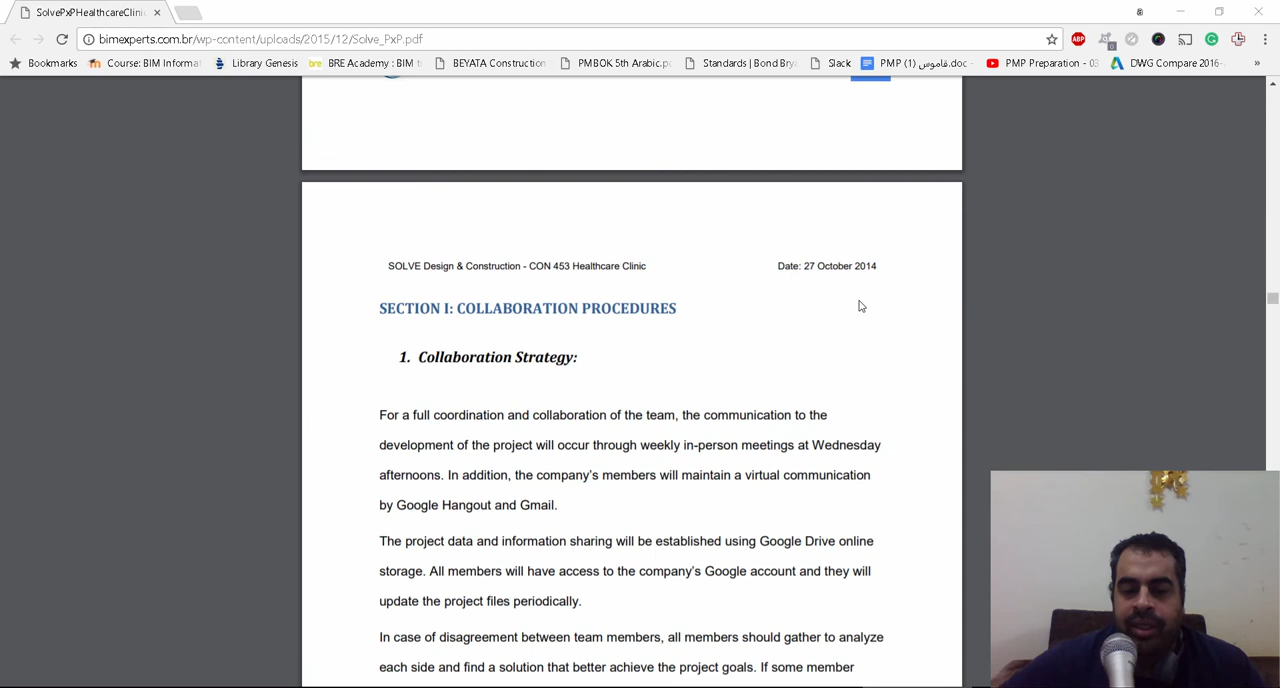 SolvePxPHealthcareClini
bimexperts.com.br/wp-content/uploads/2015/12/Solve_PxP.pdf
ABP
0
Bookmarks
Course: BIM Informat
Library Genesis
bre
BRE Academy : BIM t
BEYATA Construction
PMBOK 5th Arabic.p
Standards | Bond Bry
Slack
PMP (1) قاموس.doc
PMP Preparation - 03
DWG Compare 2016-
»
SOLVE Design & Construction - CON 453 Healthcare Clinic
Date: 27 October 2014
SECTION I: COLLABORATION PROCEDURES
1. Collaboration Strategy:
For a full coordination and collaboration of the team, the communication to the
development of the project will occur through weekly in-person meetings at Wednesday
afternoons. In addition, the company's members will maintain a virtual communication
by Google Hangout and Gmail.
The project data and information sharing will be established using Google Drive online
storage. All members will have access to the company's Google account and they will
update the project files periodically.
In case of disagreement between team members, all members should gather to analyze
each side and find a solution that better achieve the project goals. If some member